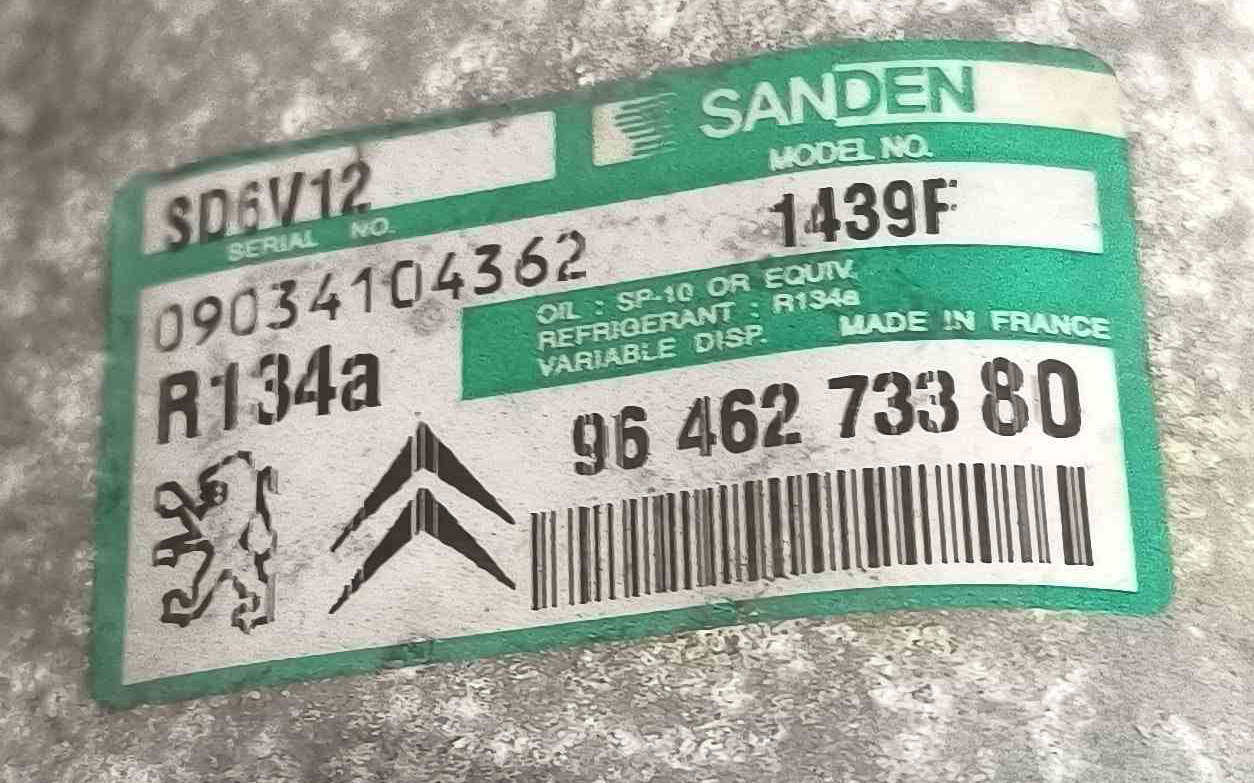 SANDEN
SD6V12
MODEL NO.
SERIAL NO.
1439F
09034104362
OIL : SP-10 OR EQUIV.
REFRIGERANT : R134a
VARIABLE DISP.
MADE IN FRANCE
R134a
96 462 733 80